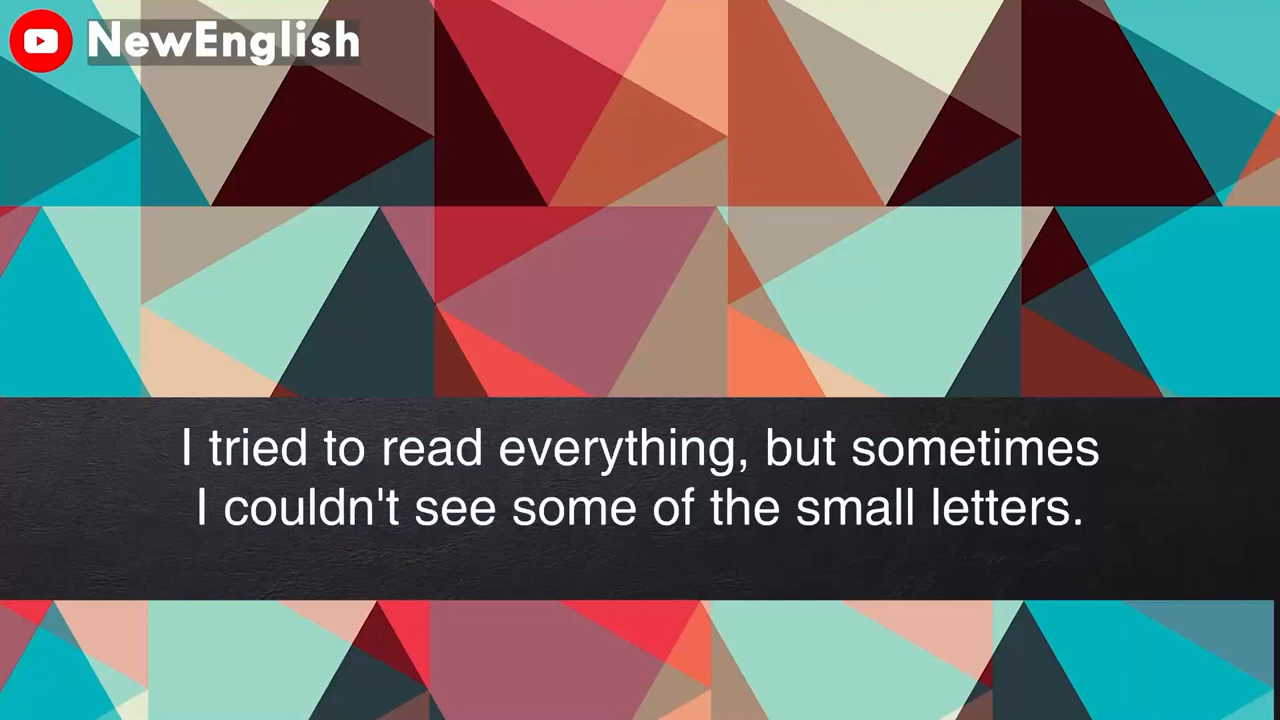 NewEnglish
I tried to read everything, but sometimes
I couldn't see some of the small letters.